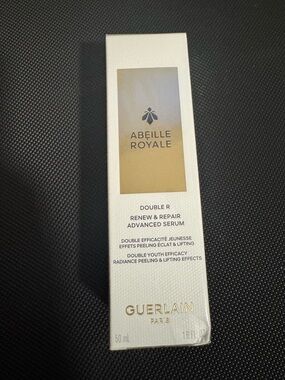 ABEILLE
ROYALE
DOUBLE R
RENEW & REPAIR
ADVANCED SERUM
DOUBLE EFFICACITÉ JEUNESSE
EFFETS PEELING ÉCLAT & LIFTING
DOUBLE YOUTH EFFICACY
RADIANCE PEELING & LIFTING EFFECTS
GUERLAIN
PARIS
50 mL